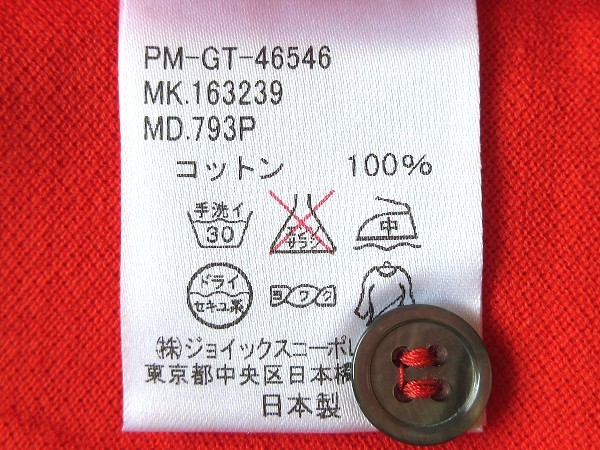 PM-GT-46546
MK.163239
MD.793P
コットン 100%
手洗イ
30
エンソ
サラシ
中
ドライ
セキユ系
ヨワク
㈱ジョイックスコーポレ
東京都中央区日本橋
日本製